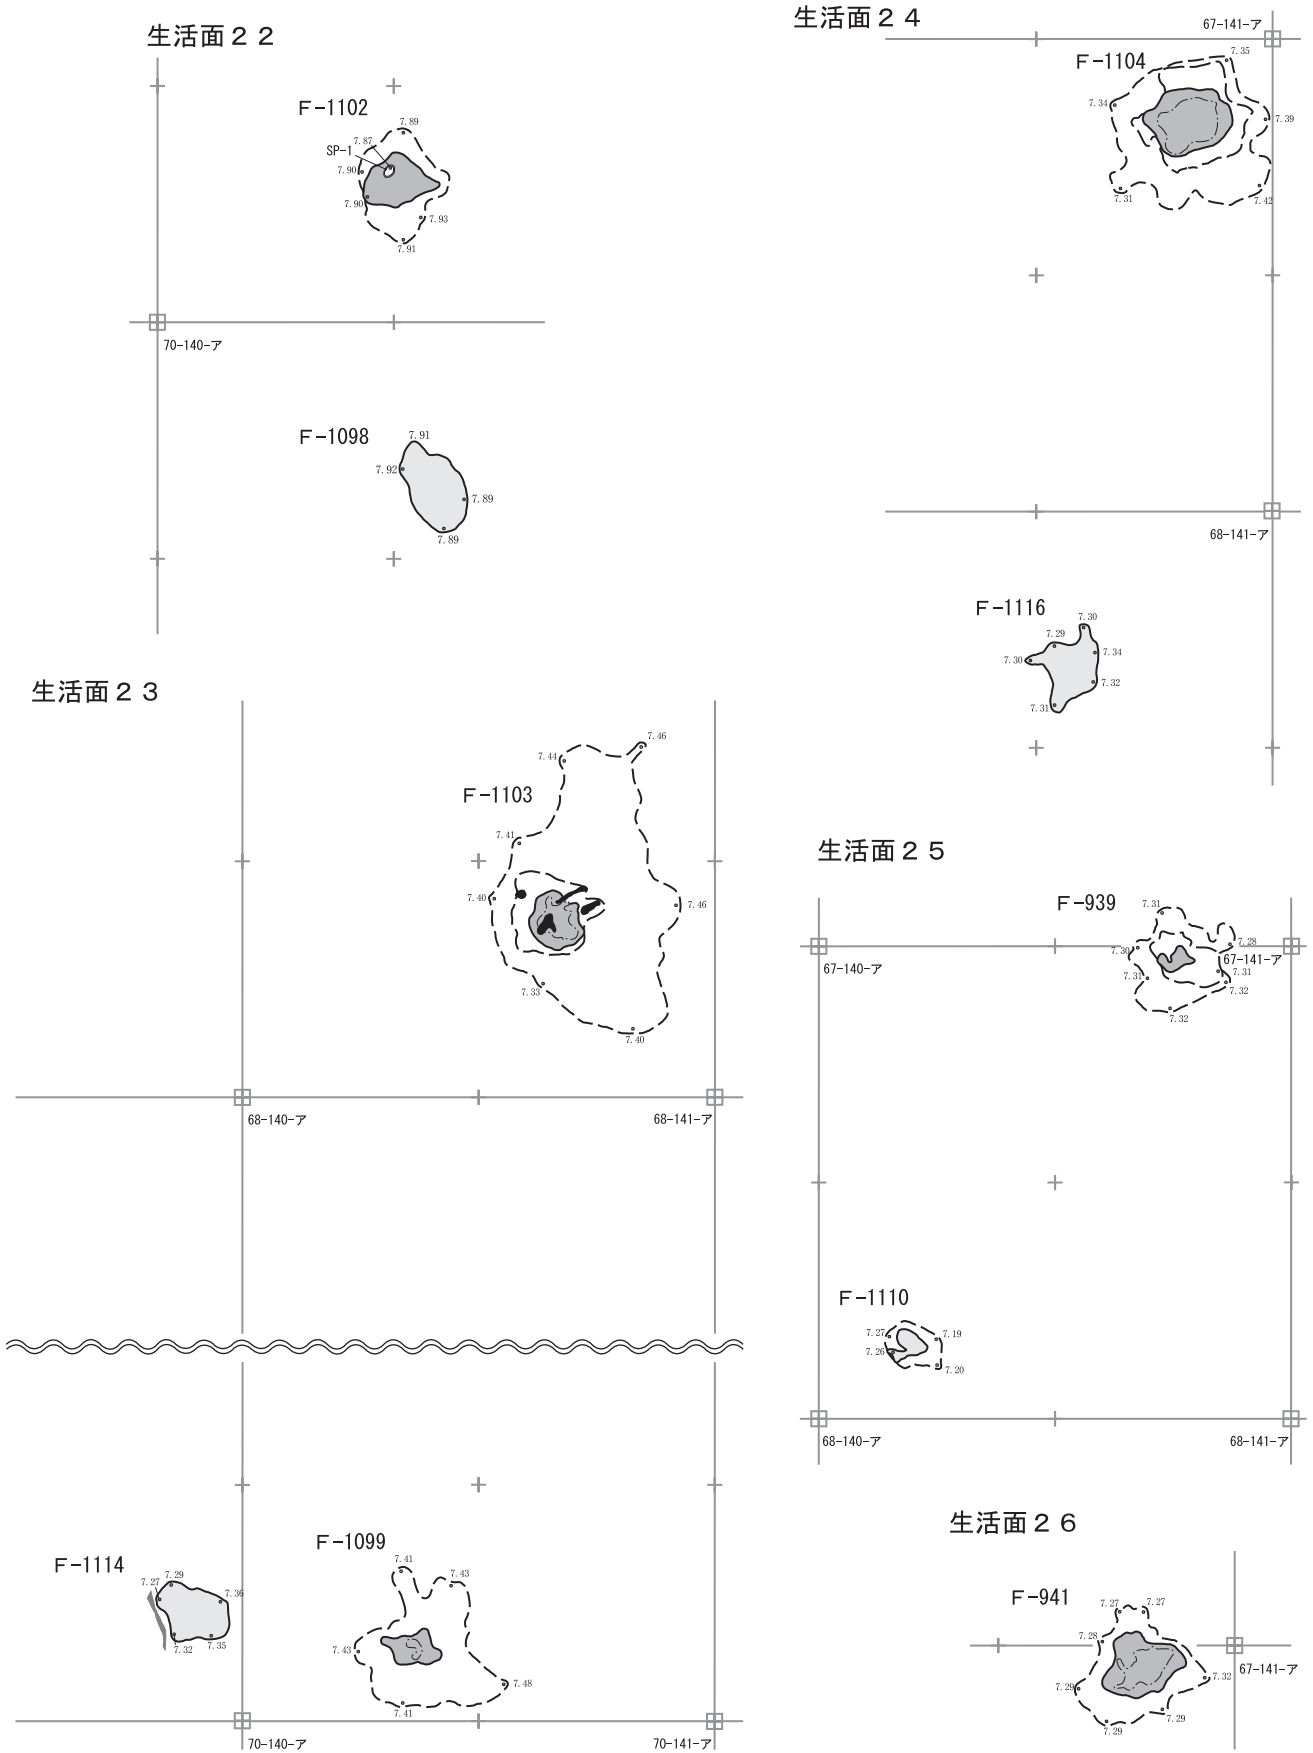 生活面２２
F-1102
7.89
7.87
SP-1
7.90
7.90
7.93
7.91
70-140-ア
F-1098
7.91
7.92
7.89
7.89
生活面２３
7.46
7.44
F-1103
7.41
7.40
7.46
7.33
7.40
68-140-ア
68-141-ア
F-1114
7.29
7.27
7.36
7.32
7.35
F-1099
7.41
7.43
7.43
7.48
7.41
70-140-ア
70-141-ア
生活面２４
67-141-ア
7.35
F-1104
7.34
7.39
7.31
7.42
68-141-ア
F-1116
7.30
7.29
7.30
7.34
7.32
7.31
生活面２５
F-939
7.31
7.30
7.28
67-140-ア
67-141-ア
7.31
7.31
7.32
7.32
F-1110
7.27
7.19
7.26
7.20
68-140-ア
68-141-ア
生活面２６
F-941
7.27
7.27
7.28
67-141-ア
7.32
7.29
7.29
7.29